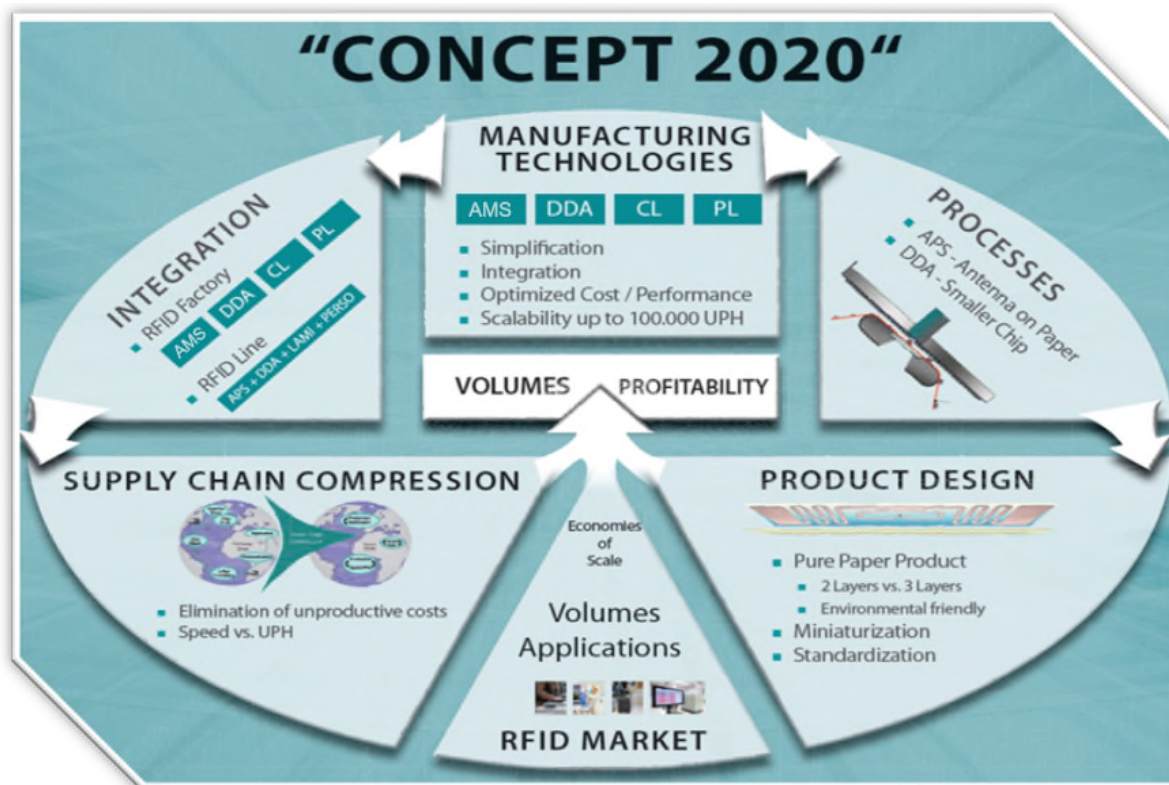 “CONCEPT 2020“
MANUFACTURING
TECHNOLOGIES
AMS DDA CL PL
▪ Simplification
▪ Integration
▪ Optimized Cost / Performance
▪ Scalability up to 100.000 UPH
INTEGRATION
▪ RFID Factory
AMS DDA CL PL
▪ RFID Line
APS + DDA + LAMI + PERSO
PROCESSES
▪ APS - Antenna on Paper
▪ DDA - Smaller Chip
VOLUMES PROFITABILITY
SUPPLY CHAIN COMPRESSION
▪ Elimination of unproductive costs
▪ Speed vs. UPH
Economies
of
Scale
Volumes
Applications
RFID MARKET
PRODUCT DESIGN
▪ Pure Paper Product
▪ 2 Layers vs. 3 Layers
▪ Environmental friendly
▪ Miniaturization
▪ Standardization